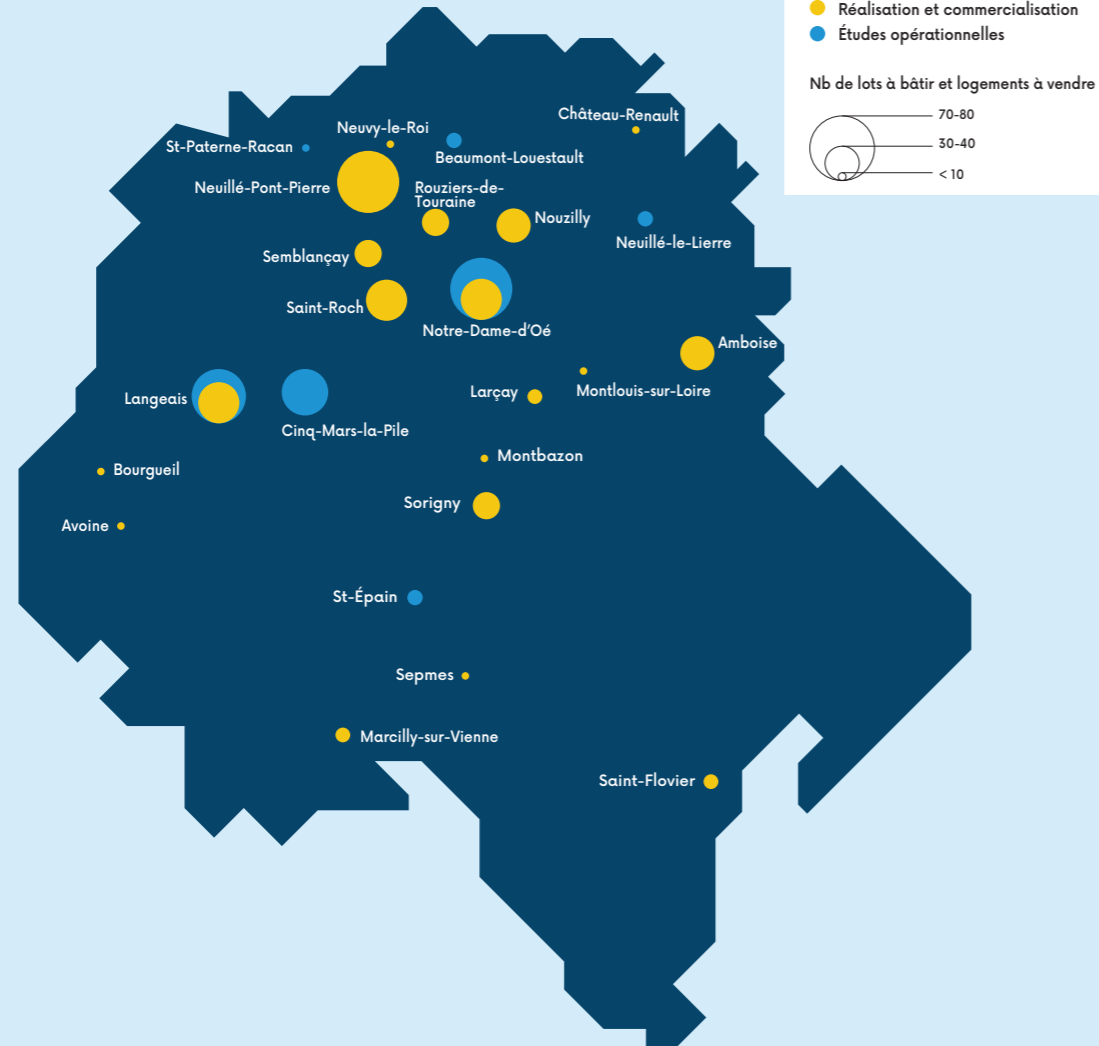 Réalisation et commercialisation
Études opérationnelles
Nb de lots à bâtir et logements à vendre
70-80
30-40
< 10
Château-Renault
Neuvy-le-Roi
St-Paterne-Racan
Beaumont-Louestault
Neuillé-Pont-Pierre
Rouziers-de-
Touraine
Nouzilly
Neuillé-le-Lierre
Semblançay
Saint-Roch
Notre-Dame-d'Oé
Amboise
Langeais
Larçay
Montlouis-sur-Loire
Cinq-Mars-la-Pile
Montbazon
Bourgueil
Sorigny
Avoine
St-Épain
Sepmes
Marcilly-sur-Vienne
Saint-Flovier